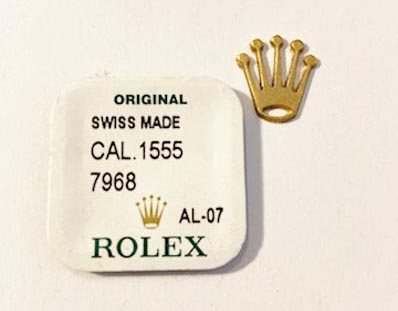 ORIGINAL
SWISS MADE
CAL.1555
7968
AL-07
ROLEX